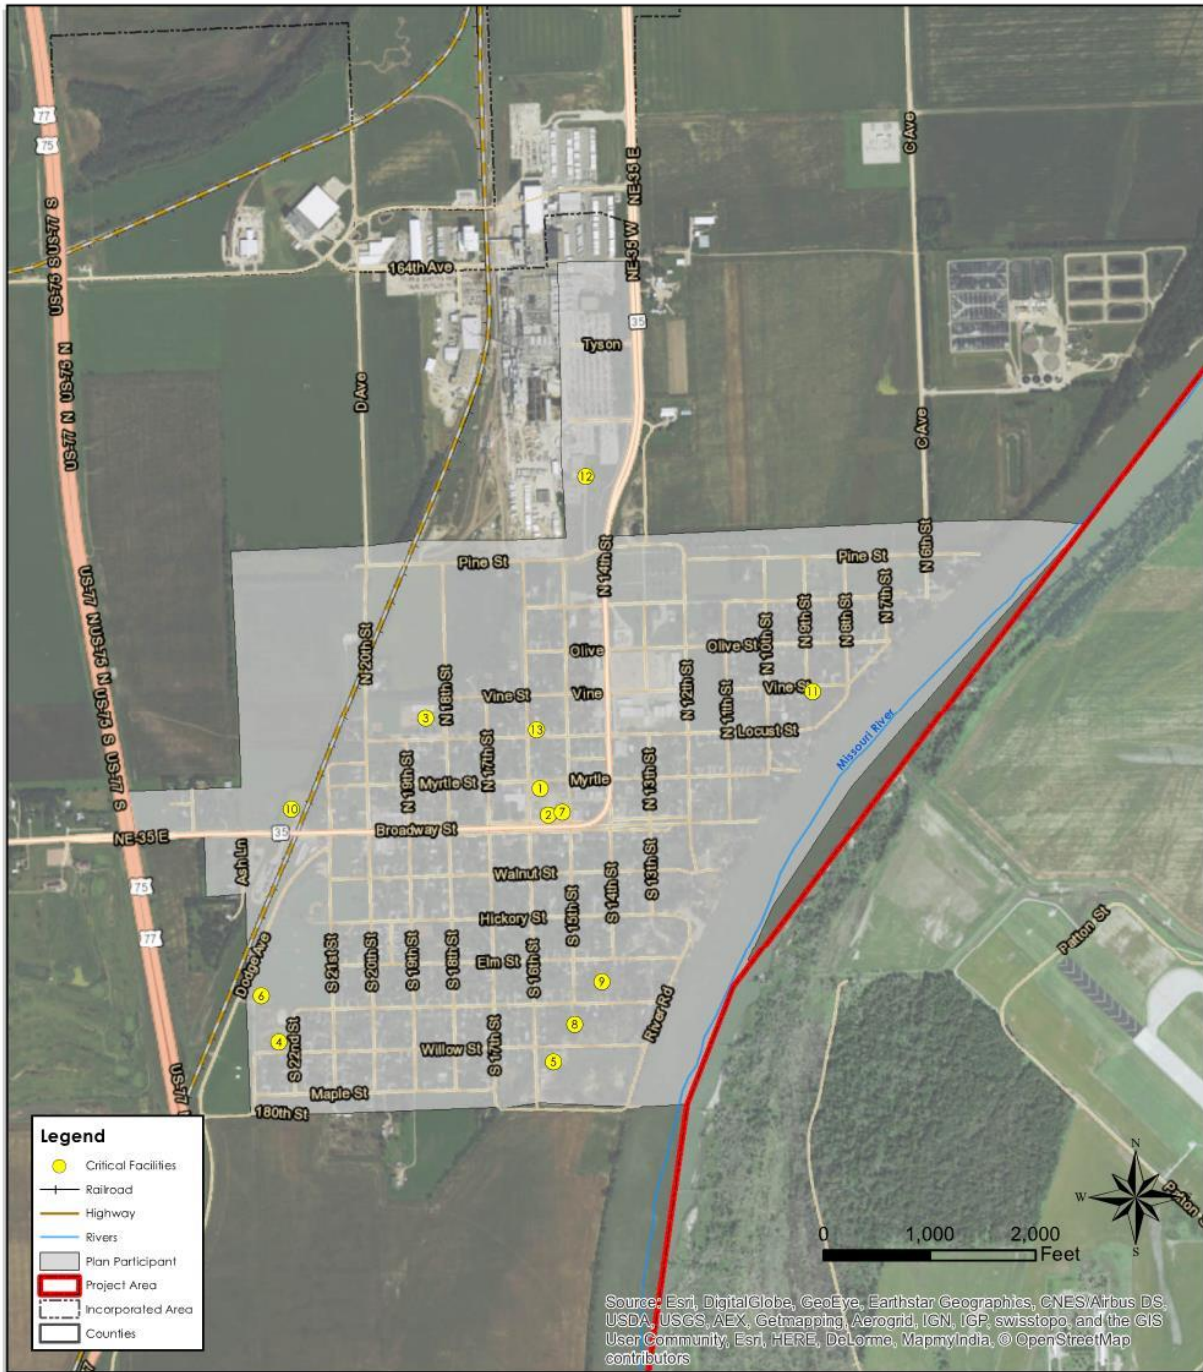 77
75
US-75 SUS-77 S
US-77 N US-75 N
US-77 NUS-75 N US-75 S US-77 S
NE-35 E
NE-35 W
C Ave
164th Ave
35
Tyson
D Ave
C Ave
12
Pine St
N 14th St
Pine St
N 6th St
N 7th St
N 8th St
N 9th St
N 10th St
N 20th St
Olive
Olive St
N 18th St
Vine St
Vine
N 12th St
N 11th St
Vine St
11
3
13
Locust St
Missouri River
N 19th St
N 17th St
Myrtle St
1
Myrtle
N 13th St
10
2
7
35
Broadway St
NE-35 E
Ash Ln
Walnut St
75
S 15th St
S 14th St
S 13th St
Hickory St
77
Dodge Ave
S 21st St
S 20th St
S 19th St
S 18th St
Elm St
S 16th St
Patton St
9
6
River Rd
8
4
S 22nd St
Willow St
S 17th St
5
US-77
Maple St
180th St
Legend
Critical Facilities
Railroad
Highway
Rivers
Plan Participant
Project Area
Incorporated Area
Counties
N
W
E
S
0 1,000 2,000
Feet
Source: Esri, DigitalGlobe, GeoEye, Earthstar Geographics, CNES/Airbus DS,
USDA, USGS, AEX, Getmapping, Aerogrid, IGN, IGP, swisstopo, and the GIS
User Community, Esri, HERE, DeLorme, MapmyIndia, © OpenStreetMap
contributors